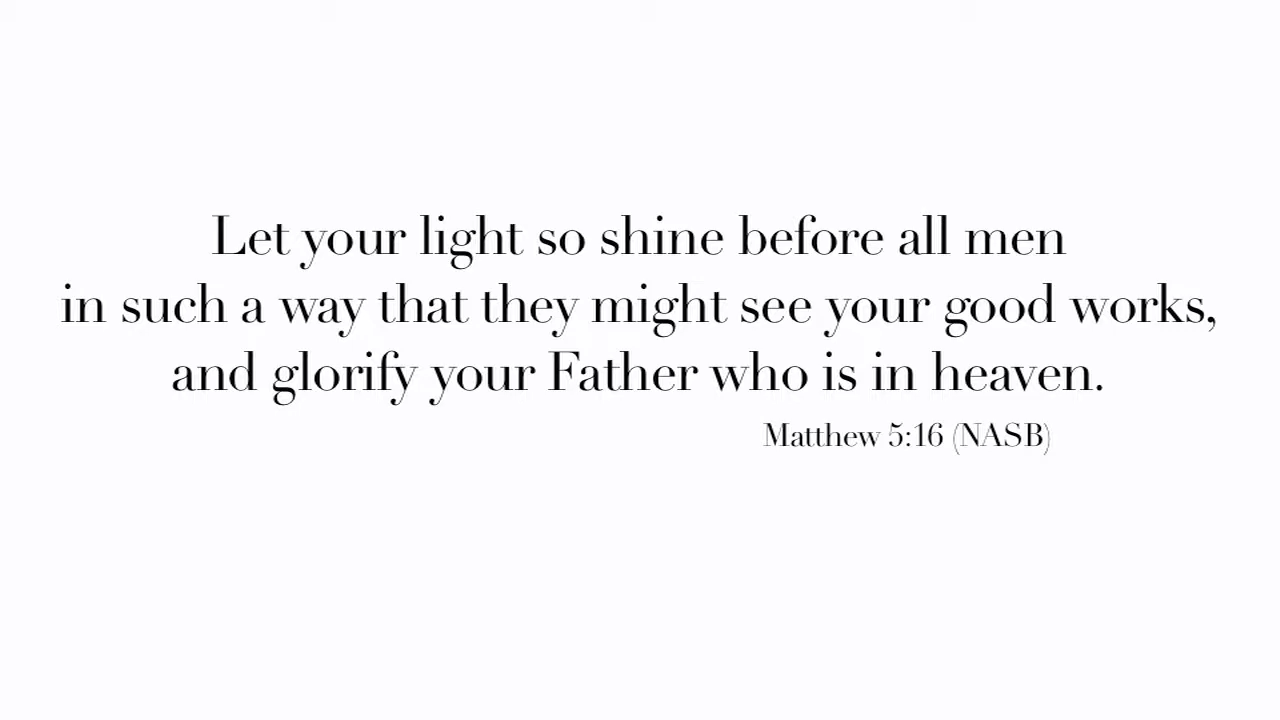 Let your light so shine before all men
in such a way that they might see your good works,
and glorify your Father who is in heaven.
Matthew 5:16 (NASB)